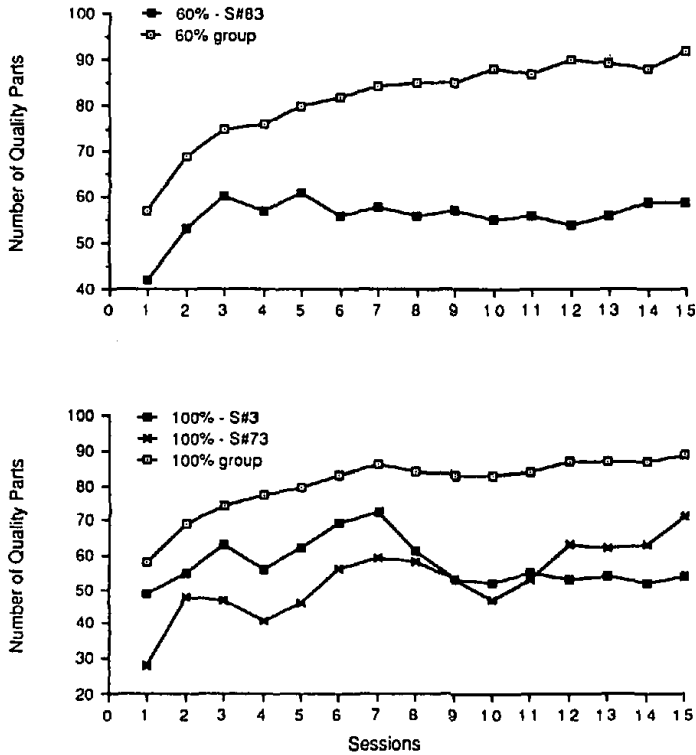 60% - S#83
60% group
Number of Quality Parts
100
90
80
70
60
50
40
0 1 2 3 4 5 6 7 8 9 10 11 12 13 14 15
100% - S#3
100% - S#73
100% group
Number of Quality Parts
100
90
80
70
60
50
40
30
20
0 1 2 3 4 5 6 7 8 9 10 11 12 13 14 15
Sessions